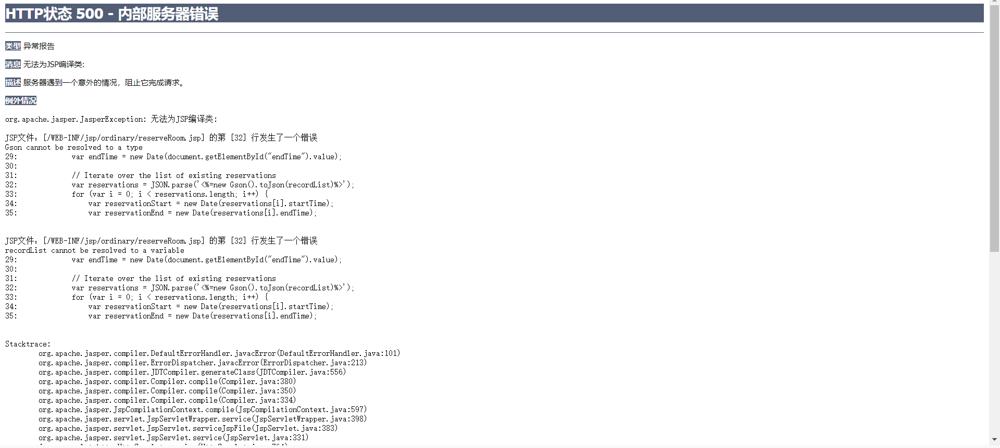 HTTP状态 500 - 内部服务器错误
类型 异常报告
消息 无法为JSP编译类:
描述 服务器遇到一个意外的情况，阻止它完成请求。
例外情况
org.apache.jasper.JasperException: 无法为JSP编译类:
JSP文件：[/WEB-INF/jsp/ordinary/reserveRoom.jsp] 的第 [32] 行发生了一个错误
Gson cannot be resolved to a type
29:             var endTime = new Date(document.getElementById("endTime").value);
30:
31:             // Iterate over the list of existing reservations
32:             var reservations = JSON.parse('<%=new Gson().toJson(recordList)%>');
33:             for (var i = 0; i < reservations.length; i++) {
34:                 var reservationStart = new Date(reservations[i].startTime);
35:                 var reservationEnd = new Date(reservations[i].endTime);
JSP文件：[/WEB-INF/jsp/ordinary/reserveRoom.jsp] 的第 [32] 行发生了一个错误
recordList cannot be resolved to a variable
29:             var endTime = new Date(document.getElementById("endTime").value);
30:
31:             // Iterate over the list of existing reservations
32:             var reservations = JSON.parse('<%=new Gson().toJson(recordList)%>');
33:             for (var i = 0; i < reservations.length; i++) {
34:                 var reservationStart = new Date(reservations[i].startTime);
35:                 var reservationEnd = new Date(reservations[i].endTime);
Stacktrace:
org.apache.jasper.compiler.DefaultErrorHandler.javacError(DefaultErrorHandler.java:101)
org.apache.jasper.compiler.ErrorDispatcher.javacError(ErrorDispatcher.java:213)
org.apache.jasper.compiler.JDTCompiler.generateClass(JDTCompiler.java:556)
org.apache.jasper.compiler.Compiler.compile(Compiler.java:380)
org.apache.jasper.compiler.Compiler.compile(Compiler.java:350)
org.apache.jasper.compiler.Compiler.compile(Compiler.java:334)
org.apache.jasper.JspCompilationContext.compile(JspCompilationContext.java:597)
org.apache.jasper.servlet.JspServletWrapper.service(JspServletWrapper.java:398)
org.apache.jasper.servlet.JspServlet.serviceJspFile(JspServlet.java:383)
org.apache.jasper.servlet.JspServlet.service(JspServlet.java:331)